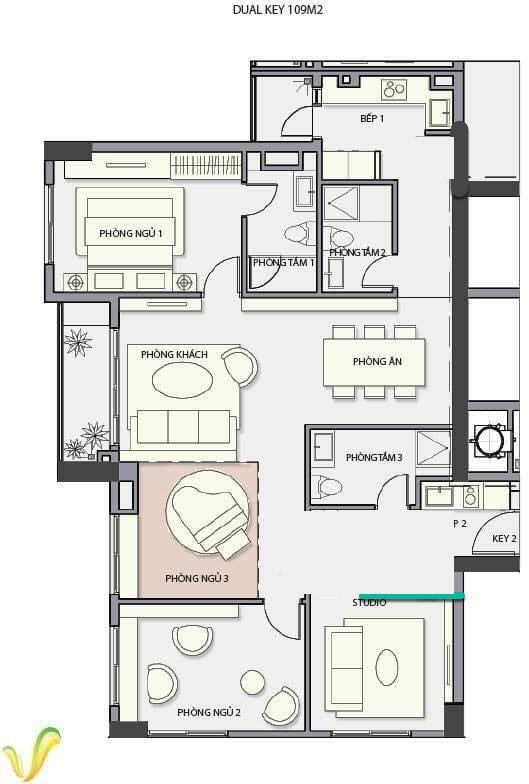 DUAL KEY 109M2
BẾP 1
PHÒNG NGỦ 1
PHÒNG TẮM 1
PHÒNG TẮM 2
PHÒNG KHÁCH
PHÒNG ĂN
PHÒNG TẮM 3
P 2
KEY 2
PHÒNG NGỦ 3
STUDIO
PHÒNG NGỦ 2